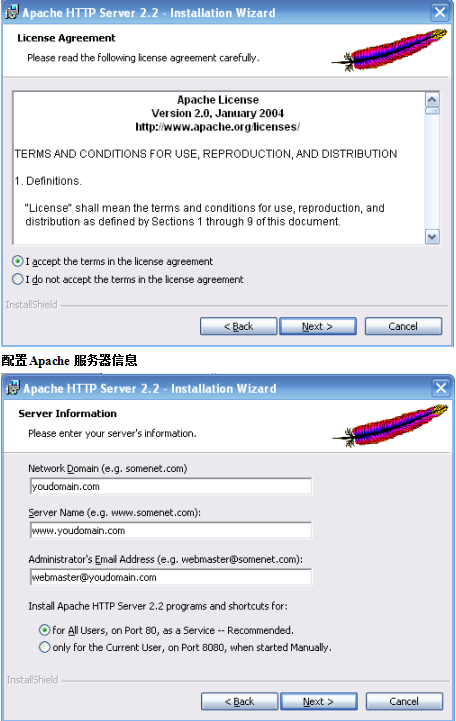 Apache HTTP Server 2.2 - Installation Wizard
License Agreement
Please read the following license agreement carefully.
Apache License
Version 2.0, January 2004
http://www.apache.org/licenses/
TERMS AND CONDITIONS FOR USE, REPRODUCTION, AND DISTRIBUTION
1. Definitions.
"License" shall mean the terms and conditions for use, reproduction, and
distribution as defined by Sections 1 through 9 of this document.
I accept the terms in the license agreement
I do not accept the terms in the license agreement
InstallShield
< Back Next > Cancel
配置 Apache 服务器信息
Apache HTTP Server 2.2 - Installation Wizard
Server Information
Please enter your server's information.
Network Domain (e.g. somenet.com)
youdomain.com
Server Name (e.g. www.somenet.com):
www.youdomain.com
Administrator's Email Address (e.g. webmaster@somenet.com):
webmaster@youdomain.com
Install Apache HTTP Server 2.2 programs and shortcuts for:
for All Users, on Port 80, as a Service -- Recommended.
only for the Current User, on Port 8080, when started Manually.
InstallShield
< Back Next > Cancel